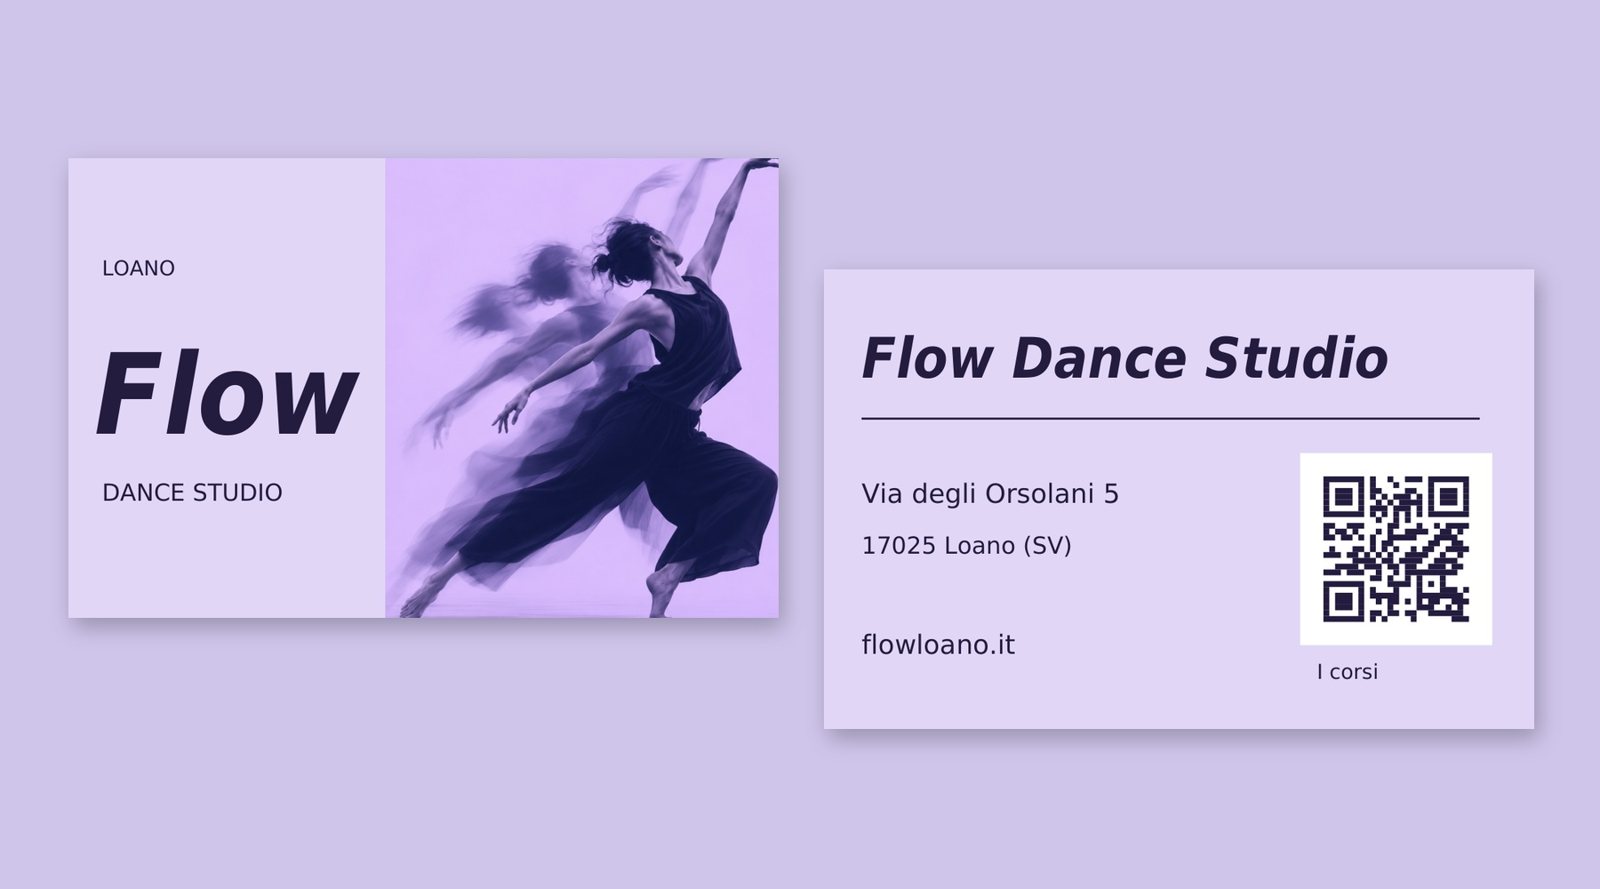 LOANO
Flow
DANCE STUDIO
Flow Dance Studio
Via degli Orsolani 5
17025 Loano (SV)
flowloano.it
I corsi